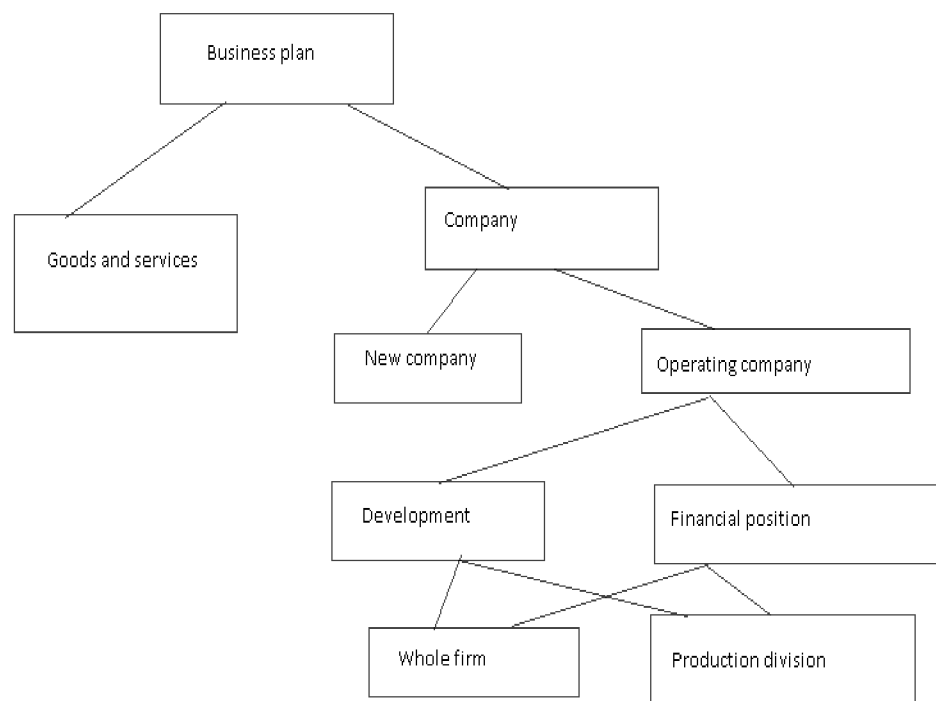 Business plan
Goods and services
Company
New company
Operating company
Development
Financial position
Whole firm
Production division